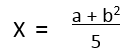 X = (a + b²)/5